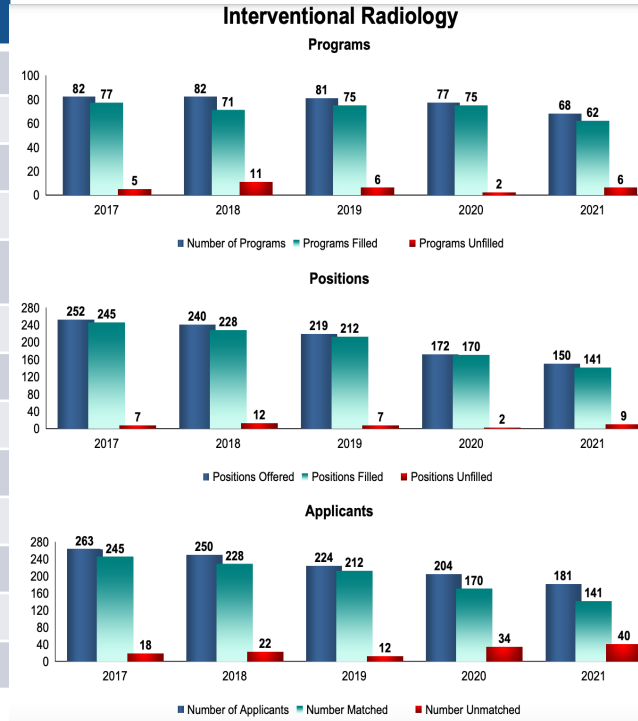 Interventional Radiology
Programs
100
80
60
40
20
0
82 77 5
82 71 11
81 75 6
77 75 2
68 62 6
2017 2018 2019 2020 2021
Number of Programs Programs Filled Programs Unfilled
Positions
280
240
200
160
120
80
40
0
252 245 7
240 228 12
219 212 7
172 170 2
150 141 9
2017 2018 2019 2020 2021
Positions Offered Positions Filled Positions Unfilled
Applicants
280
240
200
160
120
80
40
0
263 245 18
250 228 22
224 212 12
204 170 34
181 141 40
2017 2018 2019 2020 2021
Number of Applicants Number Matched Number Unmatched